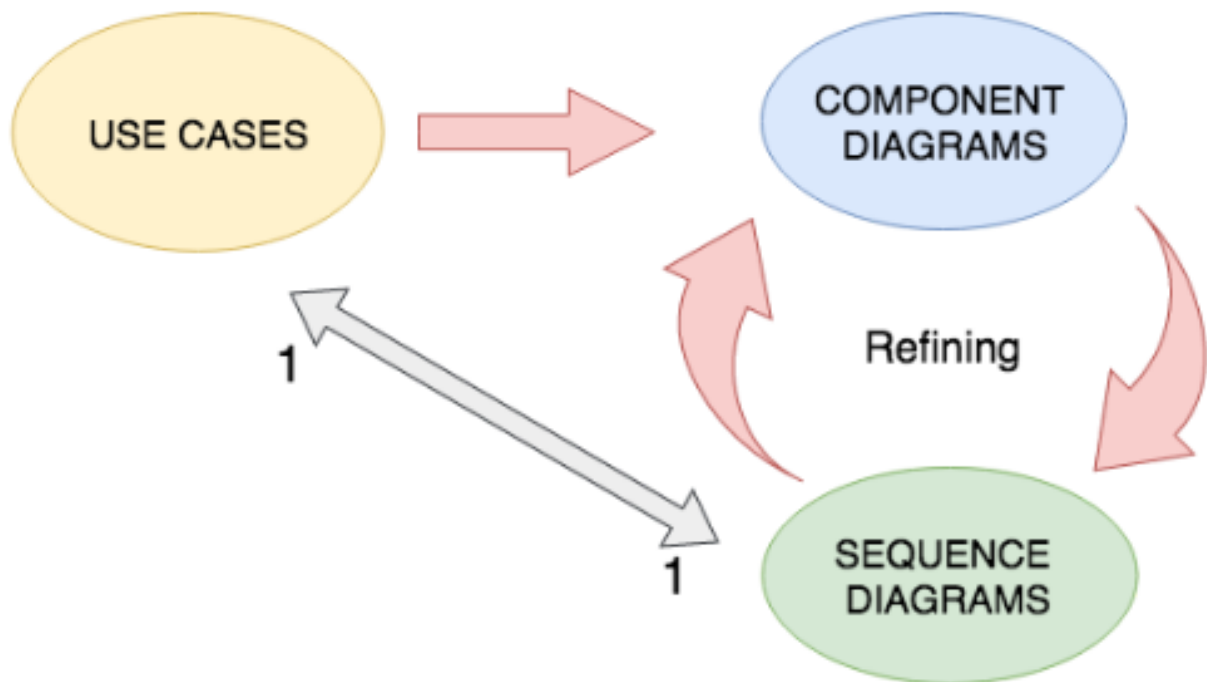 USE CASES
COMPONENT
DIAGRAMS
Refining
1
1
SEQUENCE
DIAGRAMS